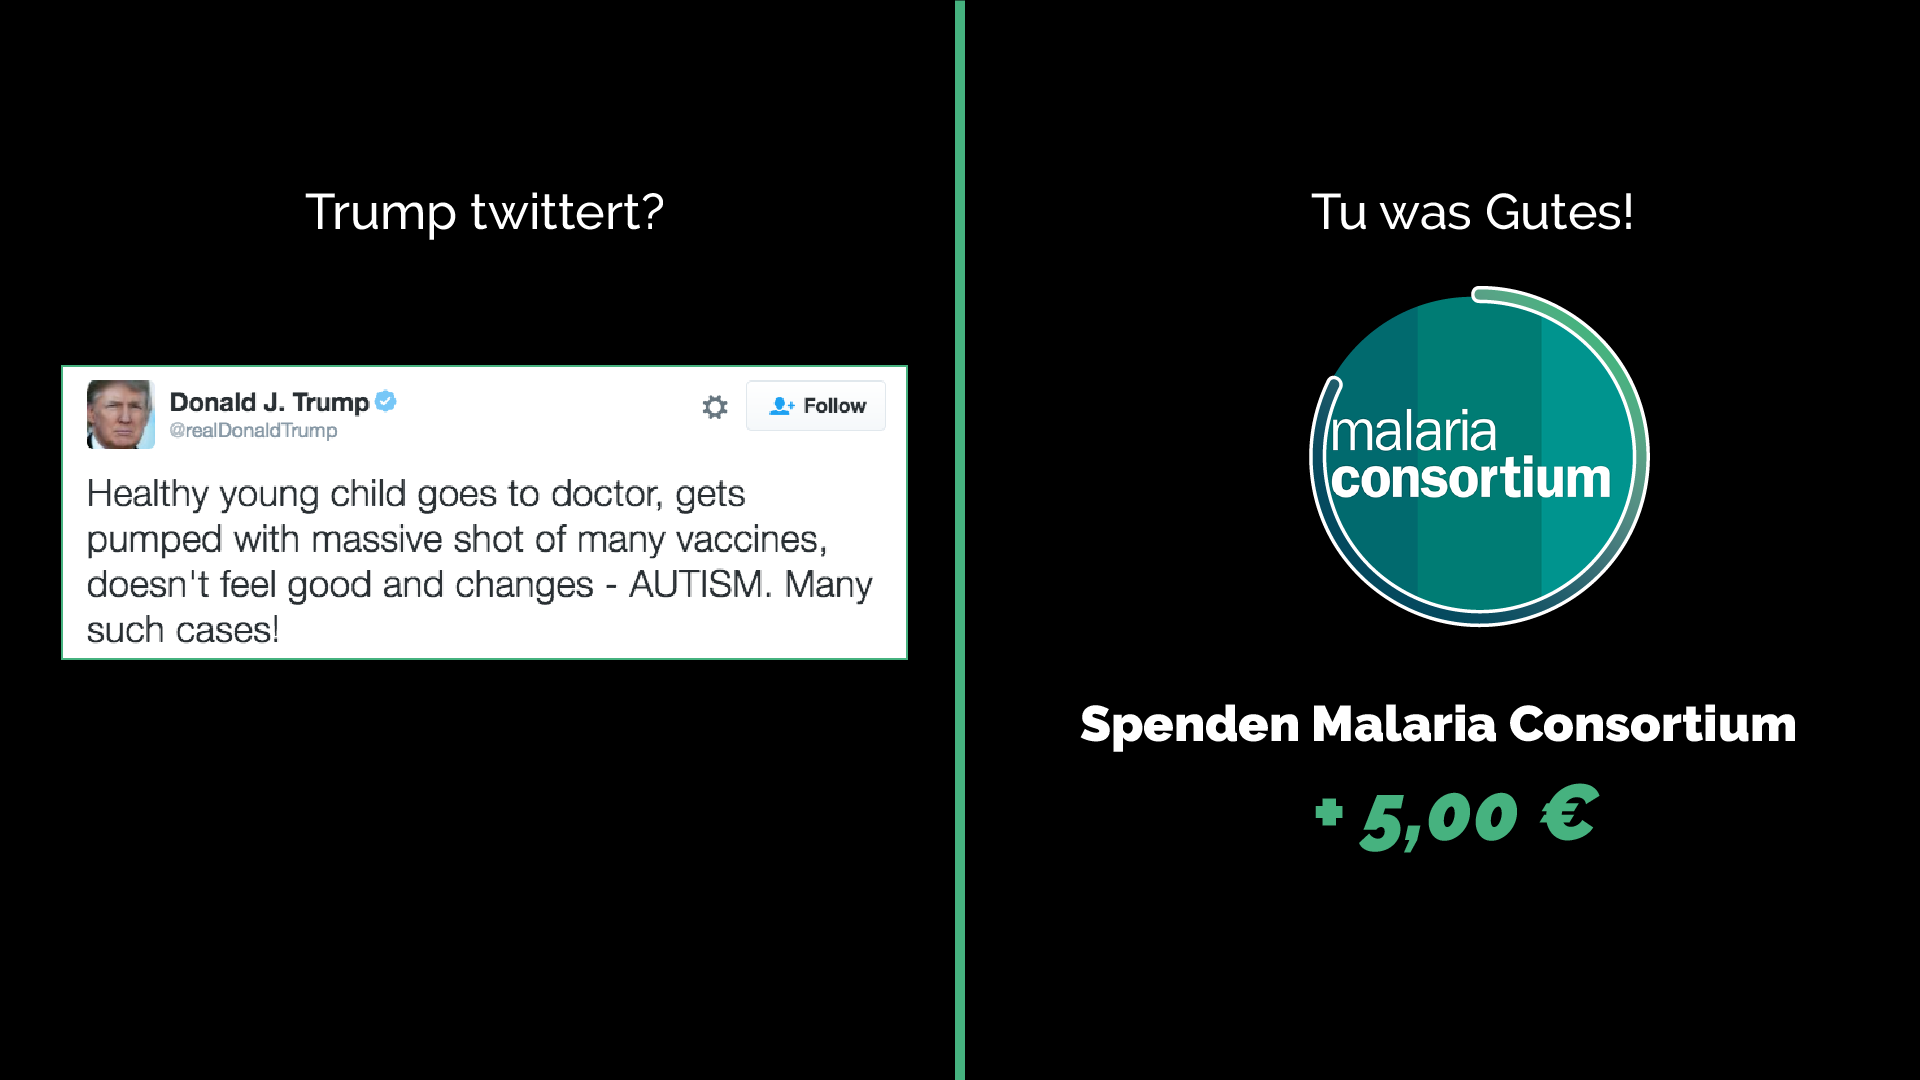 Trump twittert?
Donald J. Trump
@realDonaldTrump
Follow
Healthy young child goes to doctor, gets
pumped with massive shot of many vaccines,
doesn't feel good and changes - AUTISM. Many
such cases!
Tu was Gutes!
malaria
consortium
Spenden Malaria Consortium
+ 5,00 €